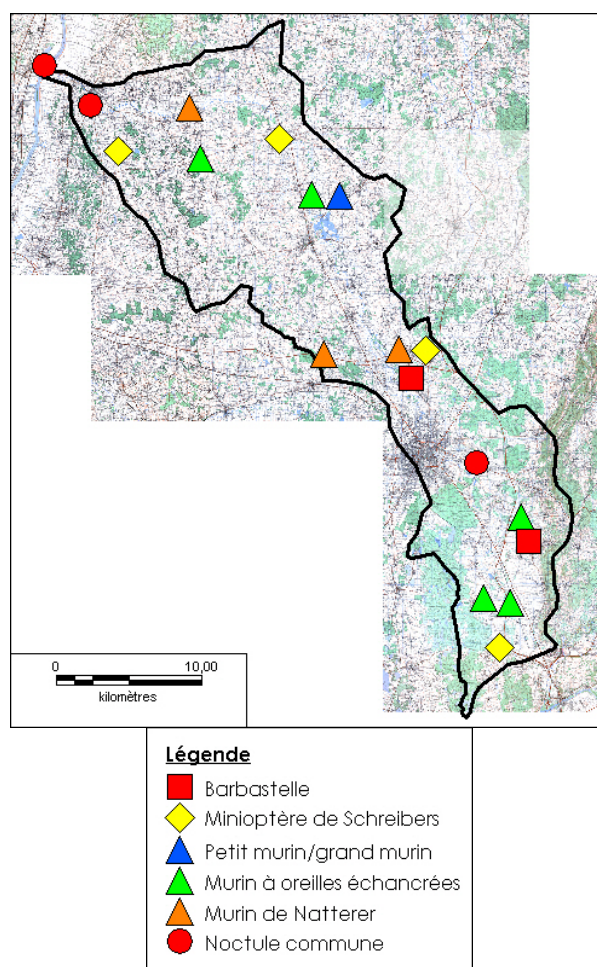 0 10,00
kilomètres
Légende
Barbastelle
Minioptère de Schreibers
Petit murin/grand murin
Murin à oreilles échancrées
Murin de Natterer
Noctule commune